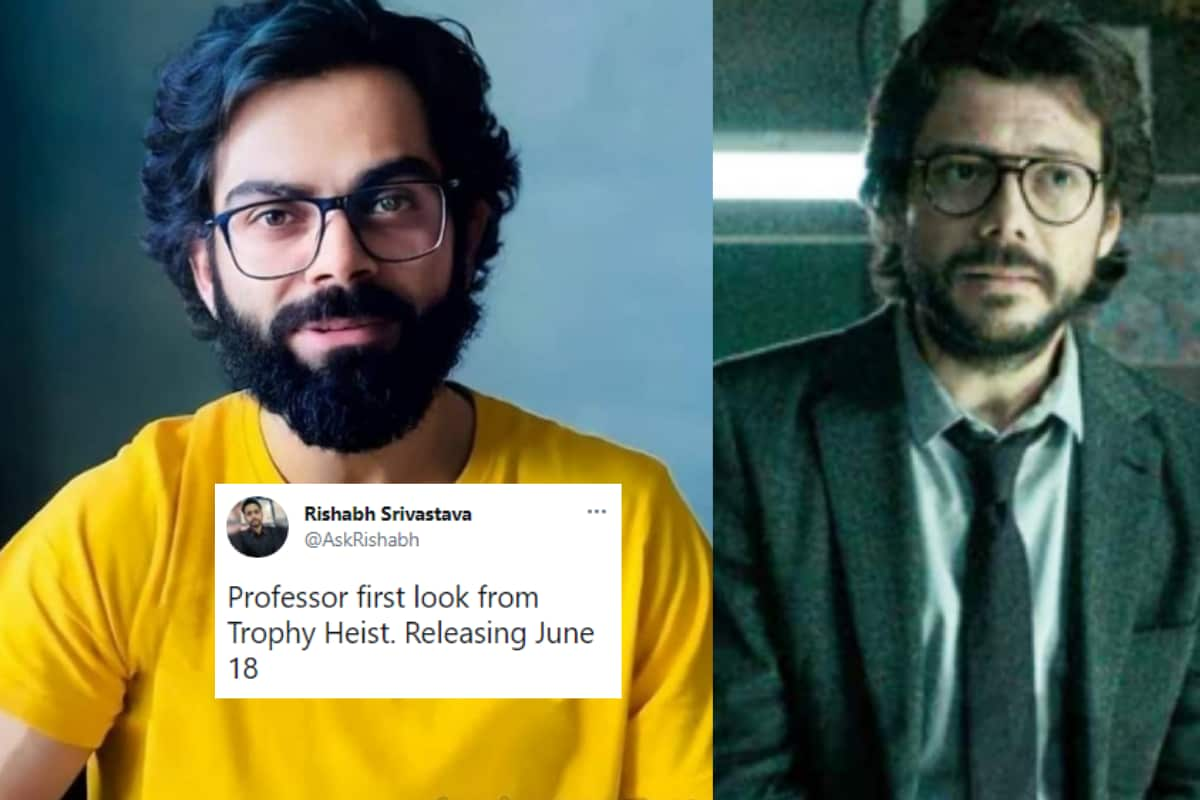 Rishabh Srivastava
@AskRishabh
Professor first look from
Trophy Heist. Releasing June
18